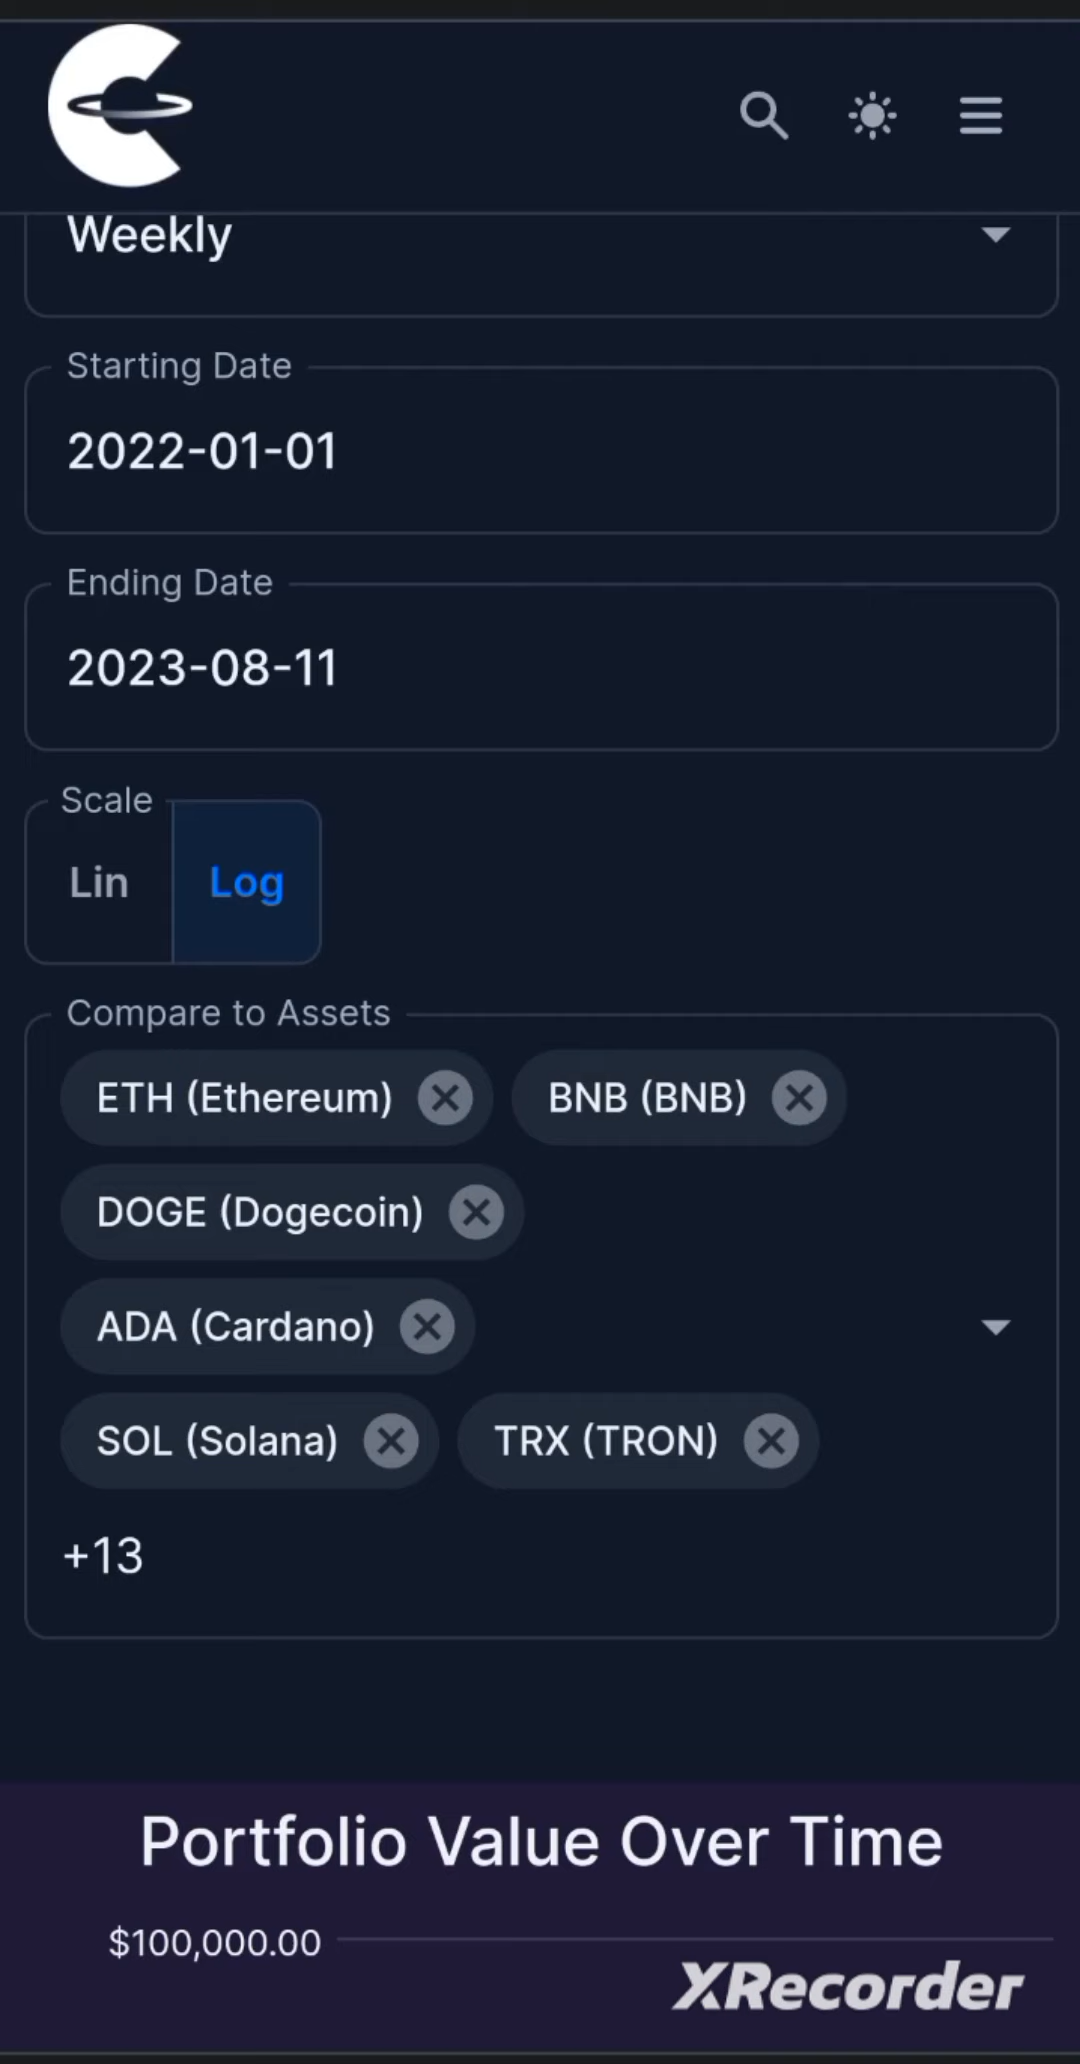 Weekly
Starting Date
2022-01-01
Ending Date
2023-08-11
Scale
Lin Log
Compare to Assets
ETH (Ethereum) BNB (BNB)
DOGE (Dogecoin)
ADA (Cardano)
SOL (Solana) TRX (TRON)
+13
Portfolio Value Over Time
$100,000.00
XRecorder